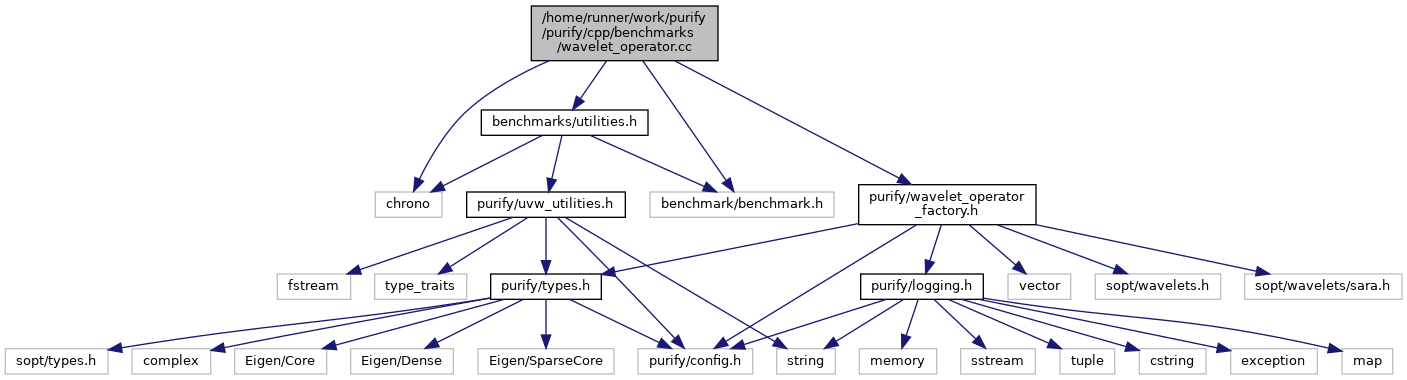 /home/runner/work/purify
/purify/cpp/benchmarks
/wavelet_operator.cc
benchmarks/utilities.h
chrono
purify/uvw_utilities.h
benchmark/benchmark.h
purify/wavelet_operator
_factory.h
fstream
type_traits
purify/types.h
purify/logging.h
vector
sopt/wavelets.h
sopt/wavelets/sara.h
sopt/types.h
complex
Eigen/Core
Eigen/Dense
Eigen/SparseCore
purify/config.h
string
memory
sstream
tuple
cstring
exception
map